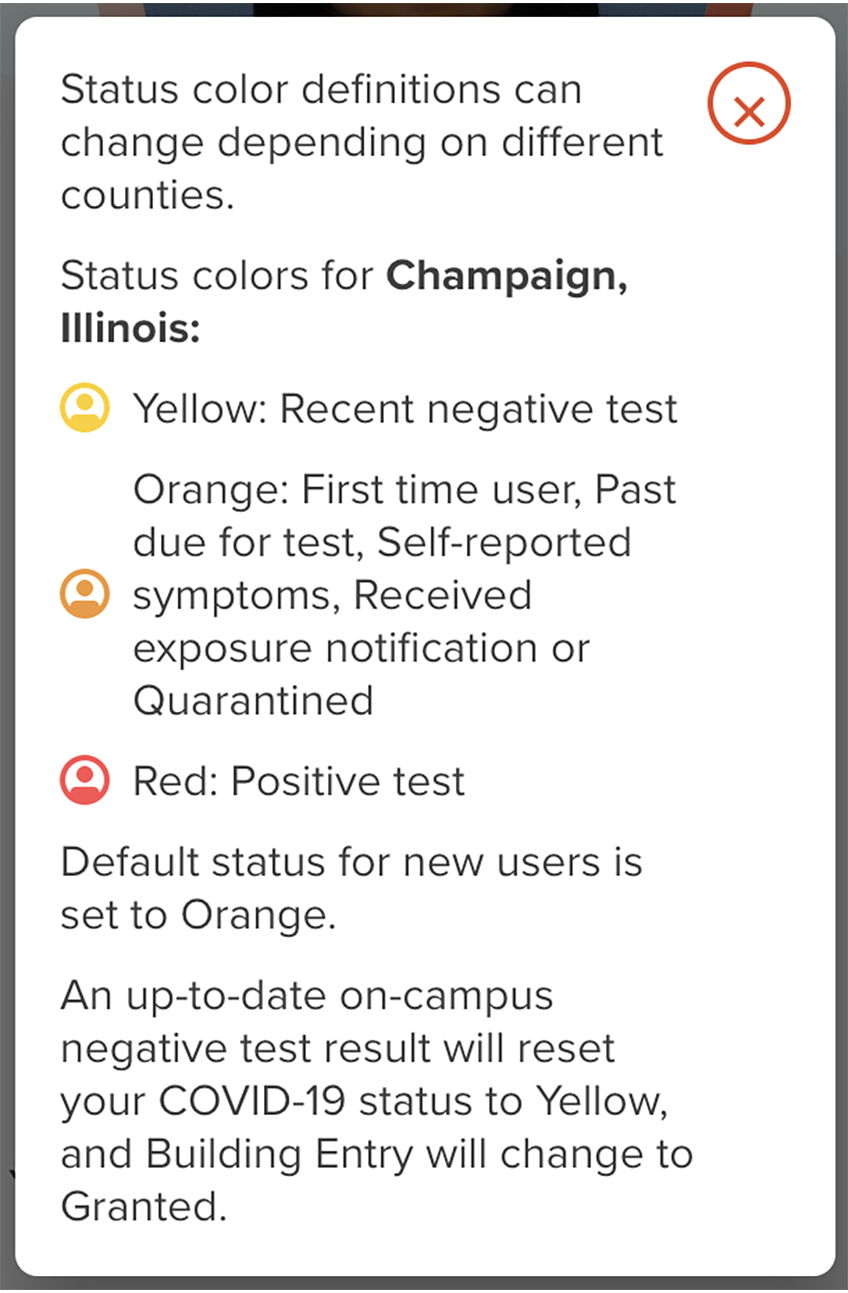 Status color definitions can
change depending on different
counties.
Status colors for Champaign,
Illinois:
Yellow: Recent negative test
Orange: First time user, Past
due for test, Self-reported
symptoms, Received
exposure notification or
Quarantined
Red: Positive test
Default status for new users is
set to Orange.
An up-to-date on-campus
negative test result will reset
your COVID-19 status to Yellow,
and Building Entry will change to
Granted.